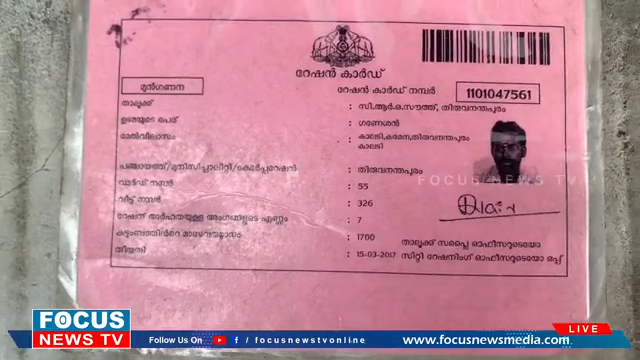 റേഷൻ കാർഡ്
മുൻഗണന
റേഷൻ കാർഡ് നമ്പർ 1101047561
താലൂക്ക് : സി.ആർ.ഒ.സൗത്ത്, തിരുവനന്തപുരം
ഉടമയുടെ പേര് : ഗണേശൻ
മേൽവിലാസം : കാലടി,കരമന,തിരുവനന്തപുരം
കാലടി
പഞ്ചായത്ത്/മുനിസിപ്പാലിറ്റി/കോർപ്പറേഷൻ : തിരുവനന്തപുരം
വാർഡ് നമ്പർ : 55
വീട്ട് നമ്പർ : 326
റേഷന് അർഹതയുള്ള അംഗങ്ങളുടെ എണ്ണം : 7
കുടുംബത്തിൻറെ മാസവരുമാനം : 1700
താലൂക്ക് സപ്ലൈ ഓഫീസറുടെയോ
തീയതി : 15-03-2017 സിറ്റി റേഷനിംഗ് ഓഫീസറുടെയോ ഒപ്പ്
FOCUS NEWS TV
FOCUS
NEWS TV
LIVE
Follow Us On f / focusnewstvonline
www.focusnewsmedia.com